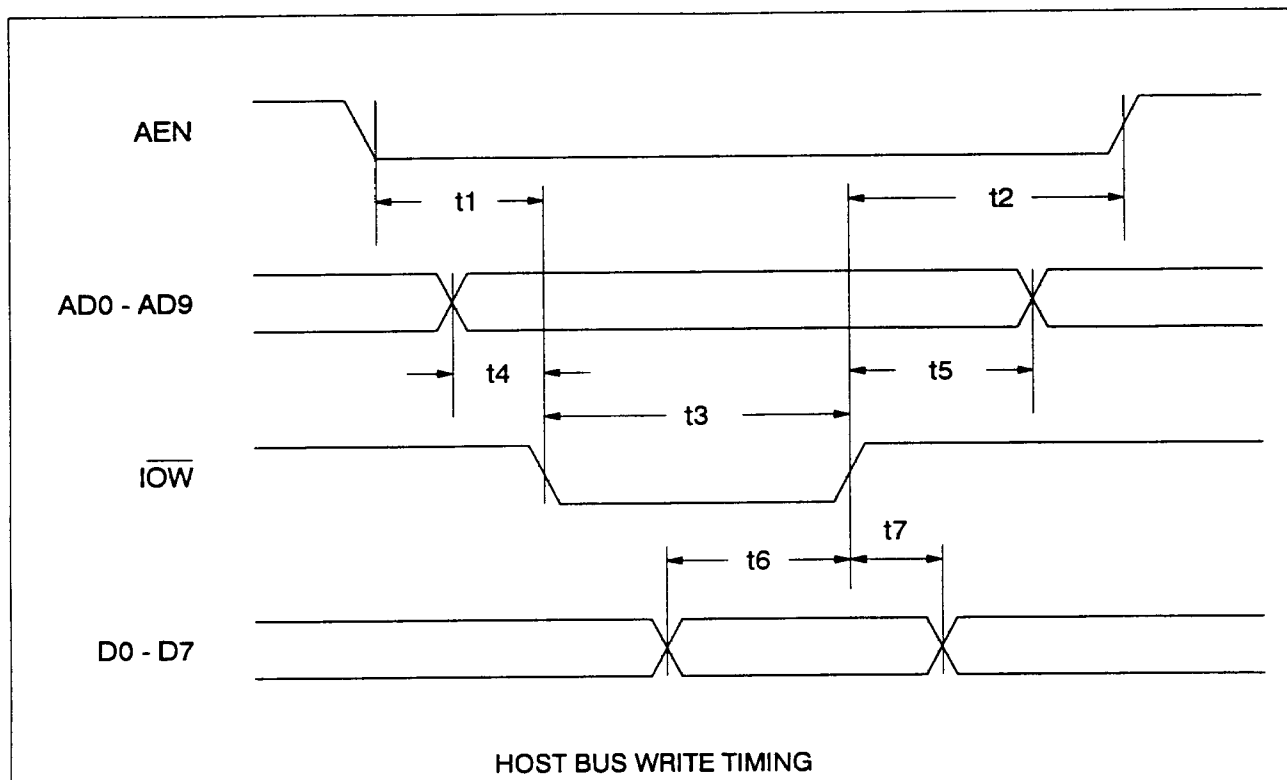 AEN
t1
t2
AD0 - AD9
t4
t5
t3
IOW
t7
t6
D0 - D7
HOST BUS WRITE TIMING